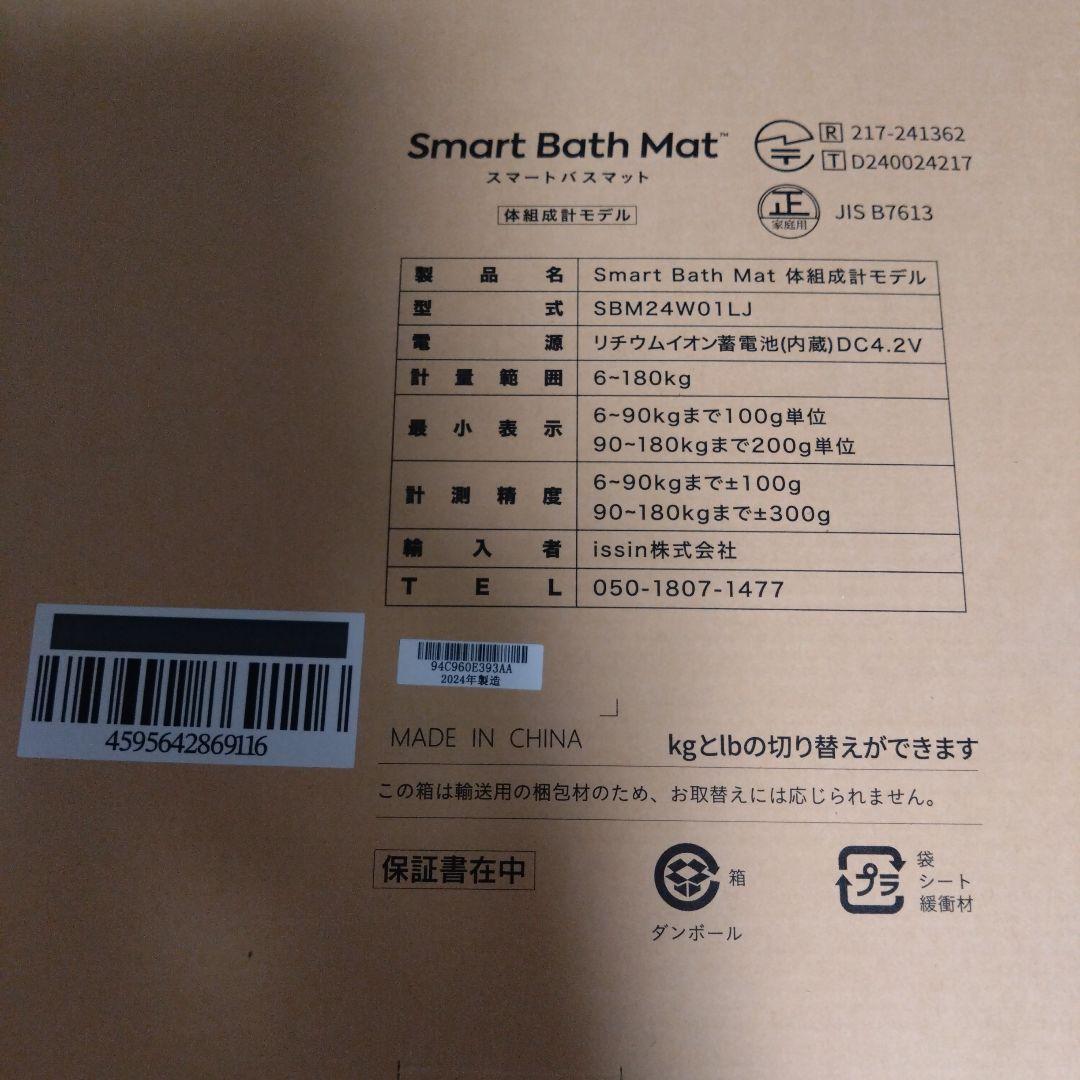 Smart Bath Mat™
スマートバスマット
体組成計モデル
R 217-241362
T D240024217
正
家庭用
JIS B7613
製品名 Smart Bath Mat 体組成計モデル
型式 SBM24W01LJ
電源 リチウムイオン蓄電池(内蔵)DC4.2V
計量範囲 6~180kg
最小表示 6~90kgまで100g単位
90~180kgまで200g単位
計測精度 6~90kgまで±100g
90~180kgまで±300g
輸入者 issin株式会社
TEL 050-1807-1477
4595642869116
94C960E393AA
2024年製造
MADE IN CHINA
kgとlbの切り替えができます
この箱は輸送用の梱包材のため、お取替えには応じられません。
保証書在中
箱
ダンボール
プラ
袋
シート
緩衝材